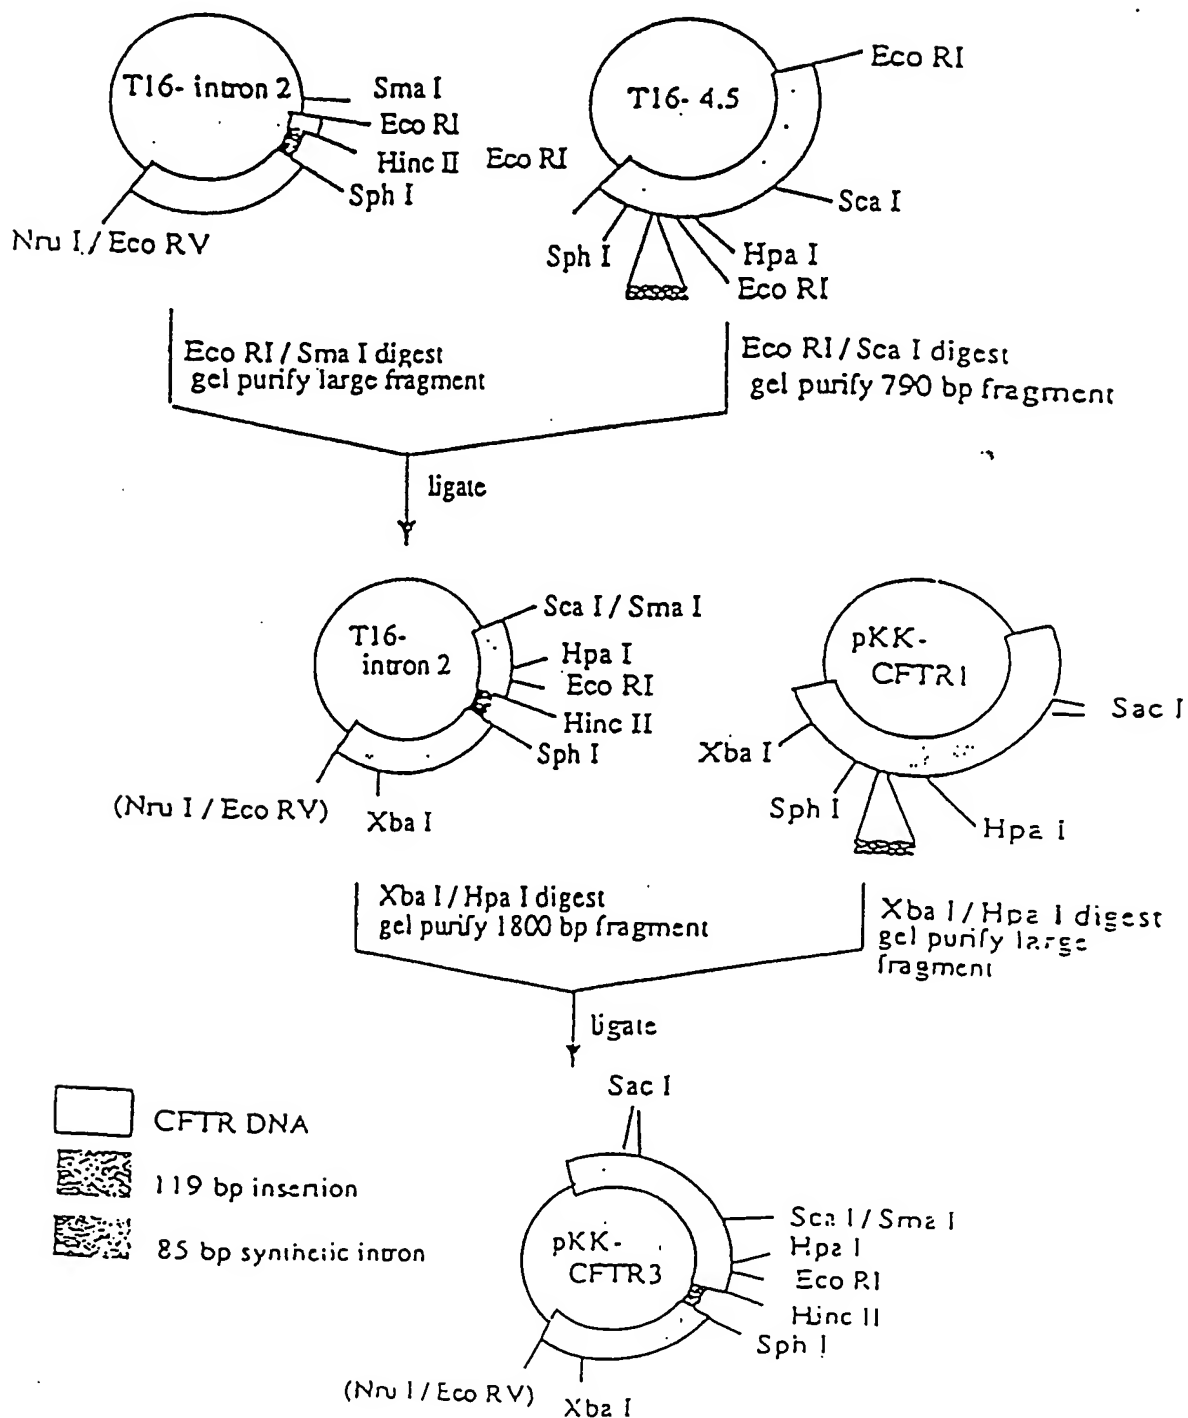 T16- intron 2
Sma I
Eco RI
Hinc II
Sph I
Nru I / Eco RV
T16- 4.5
Eco RI
Eco RI
Sca I
Sph I
Hpa I
Eco RI
Eco RI / Sma I digest
gel purify large fragment
Eco RI / Sca I digest
gel purify 790 bp fragment
ligate
T16-
intron 2
Sca I / Sma I
Hpa I
Eco RI
Hinc II
Sph I
(Nru I / Eco RV)
Xba I
pKK-
CFTR1
Sac I
Xba I
Sph I
Hpa I
Xba I / Hpa I digest
gel purify 1800 bp fragment
Xba I / Hpa I digest
gel purify large
fragment
ligate
Sac I
CFTR DNA
119 bp insertion
85 bp synthetic intron
pKK-
CFTR3
Sca I / Sma I
Hpa I
Eco RI
Hinc II
Sph I
(Nru I / Eco RV)
Xba I